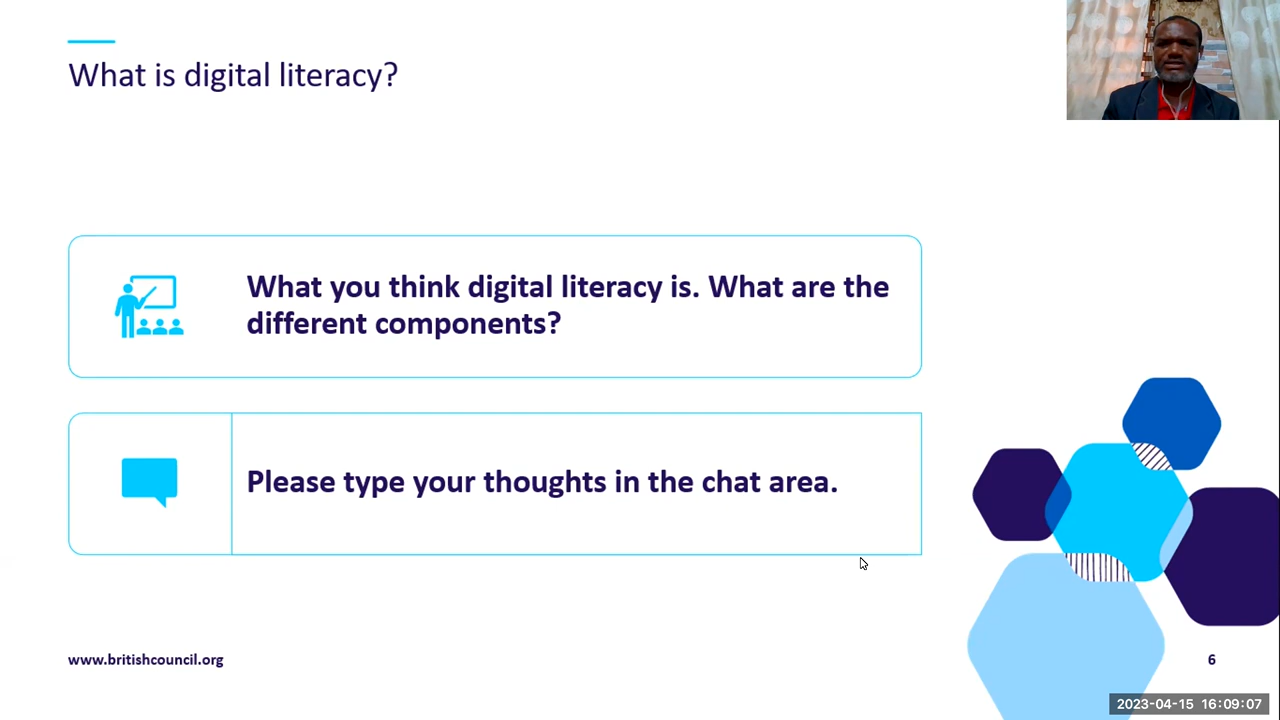 What is digital literacy?
What you think digital literacy is. What are the
different components?
Please type your thoughts in the chat area.
www.britishcouncil.org
6
2023-04-15 16:09:07